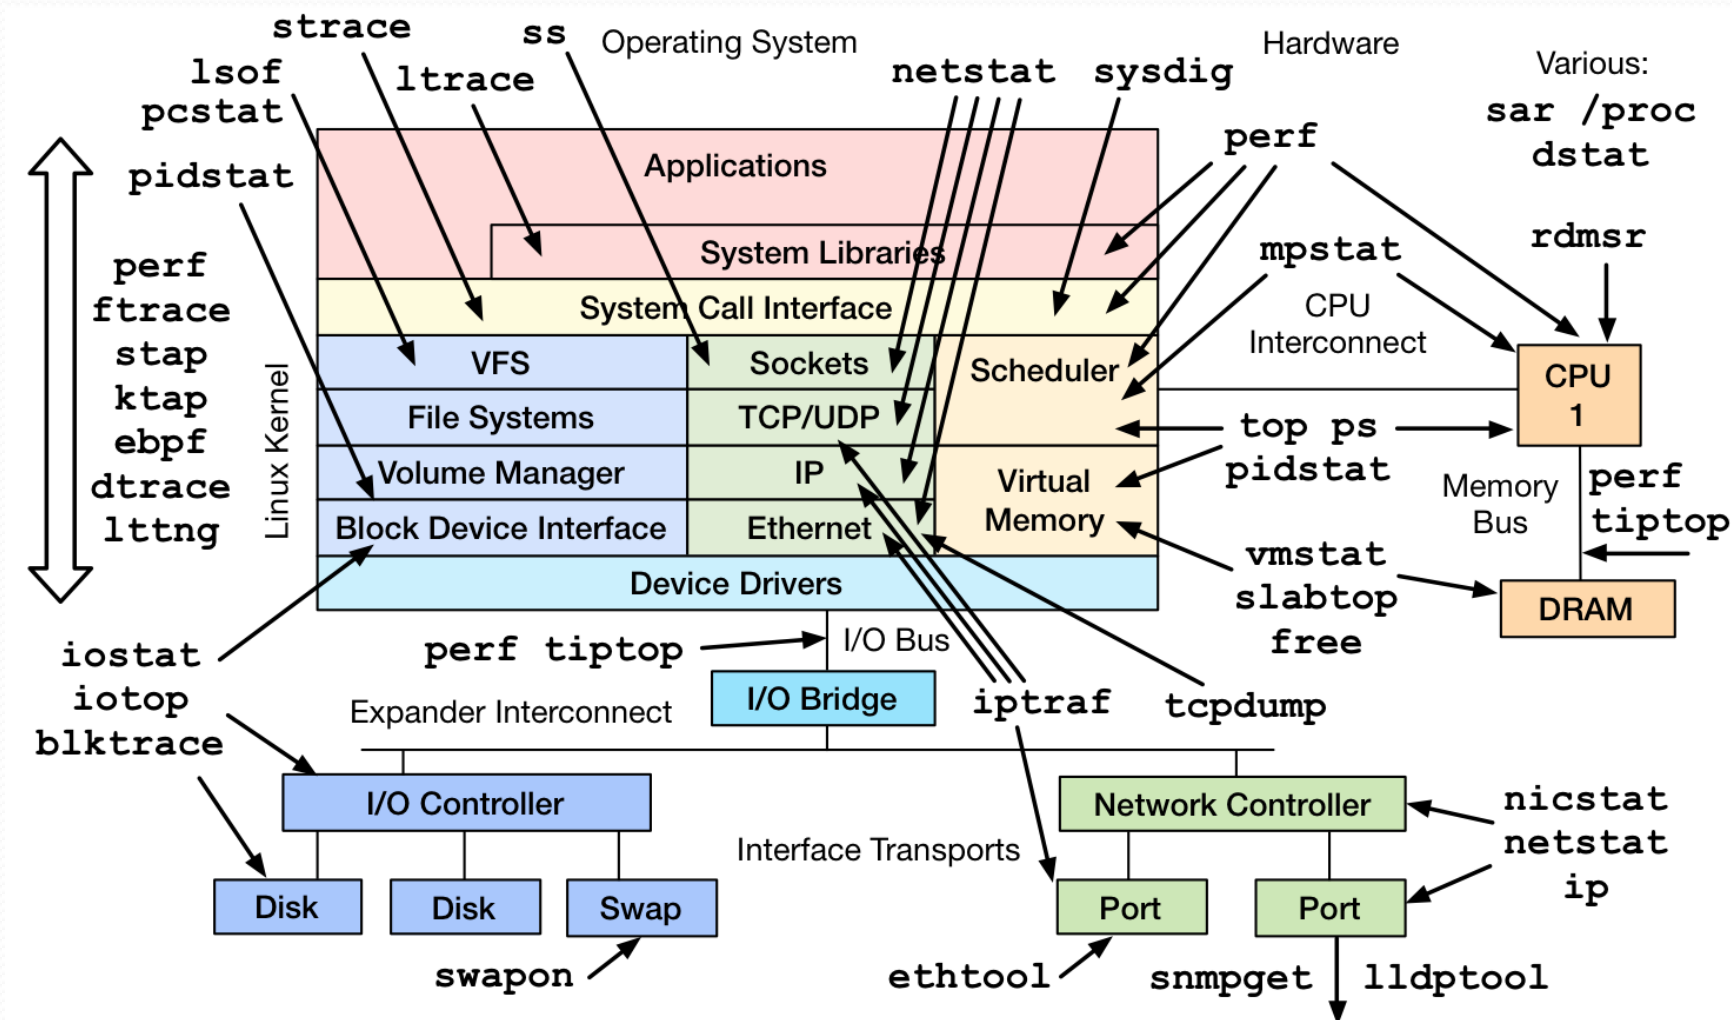 strace
ss
Operating System
Hardware
lsof
pcstat
ltrace
netstat
sysdig
Various:
sar /proc
dstat
perf
pidstat
Applications
System Libraries
System Call Interface
mpstat
rdmsr
CPU
Interconnect
perf
ftrace
stap
ktap
ebpf
dtrace
lttng
Linux Kernel
VFS
Sockets
Scheduler
File Systems
TCP/UDP
Volume Manager
IP
Virtual
Memory
Block Device Interface
Ethernet
Device Drivers
CPU
1
top ps
pidstat
Memory
Bus
perf
tiptop
vmstat
slabtop
free
DRAM
iostat
iotop
blktrace
perf tiptop
I/O Bus
I/O Bridge
Expander Interconnect
iptraf
tcpdump
I/O Controller
Network Controller
nicstat
netstat
ip
Interface Transports
Disk
Disk
Swap
Port
Port
swapon
ethtool
snmpget
lldptool